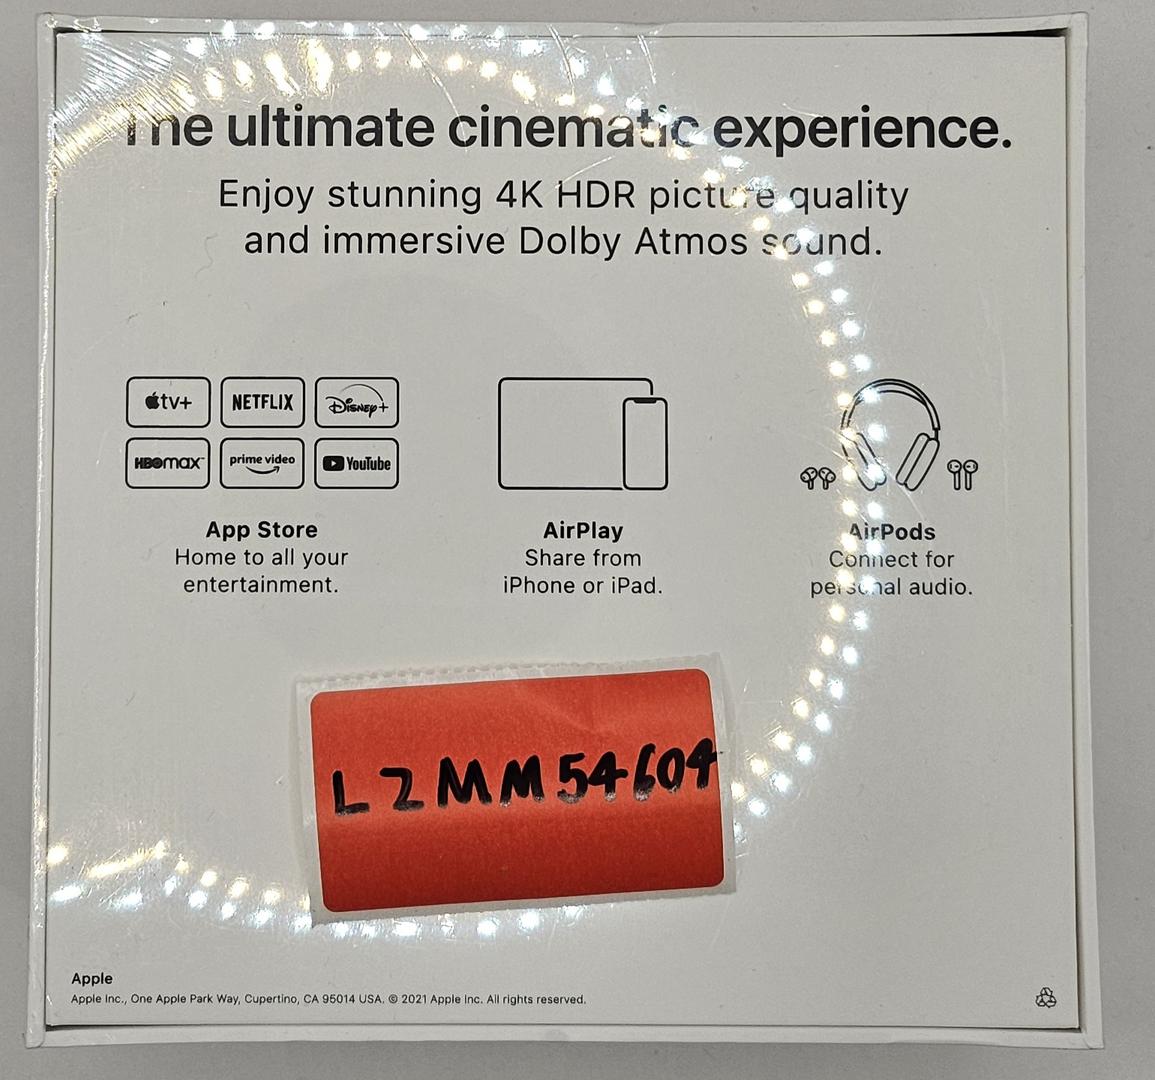 The ultimate cinematic experience.
Enjoy stunning 4K HDR picture quality
and immersive Dolby Atmos sound.
tv+ NETFLIX Disney+
HBOmax prime video YouTube
App Store
Home to all your
entertainment.
AirPlay
Share from
iPhone or iPad.
AirPods
Connect for
personal audio.
LZMM54604
Apple
Apple Inc., One Apple Park Way, Cupertino, CA 95014 USA. © 2021 Apple Inc. All rights reserved.